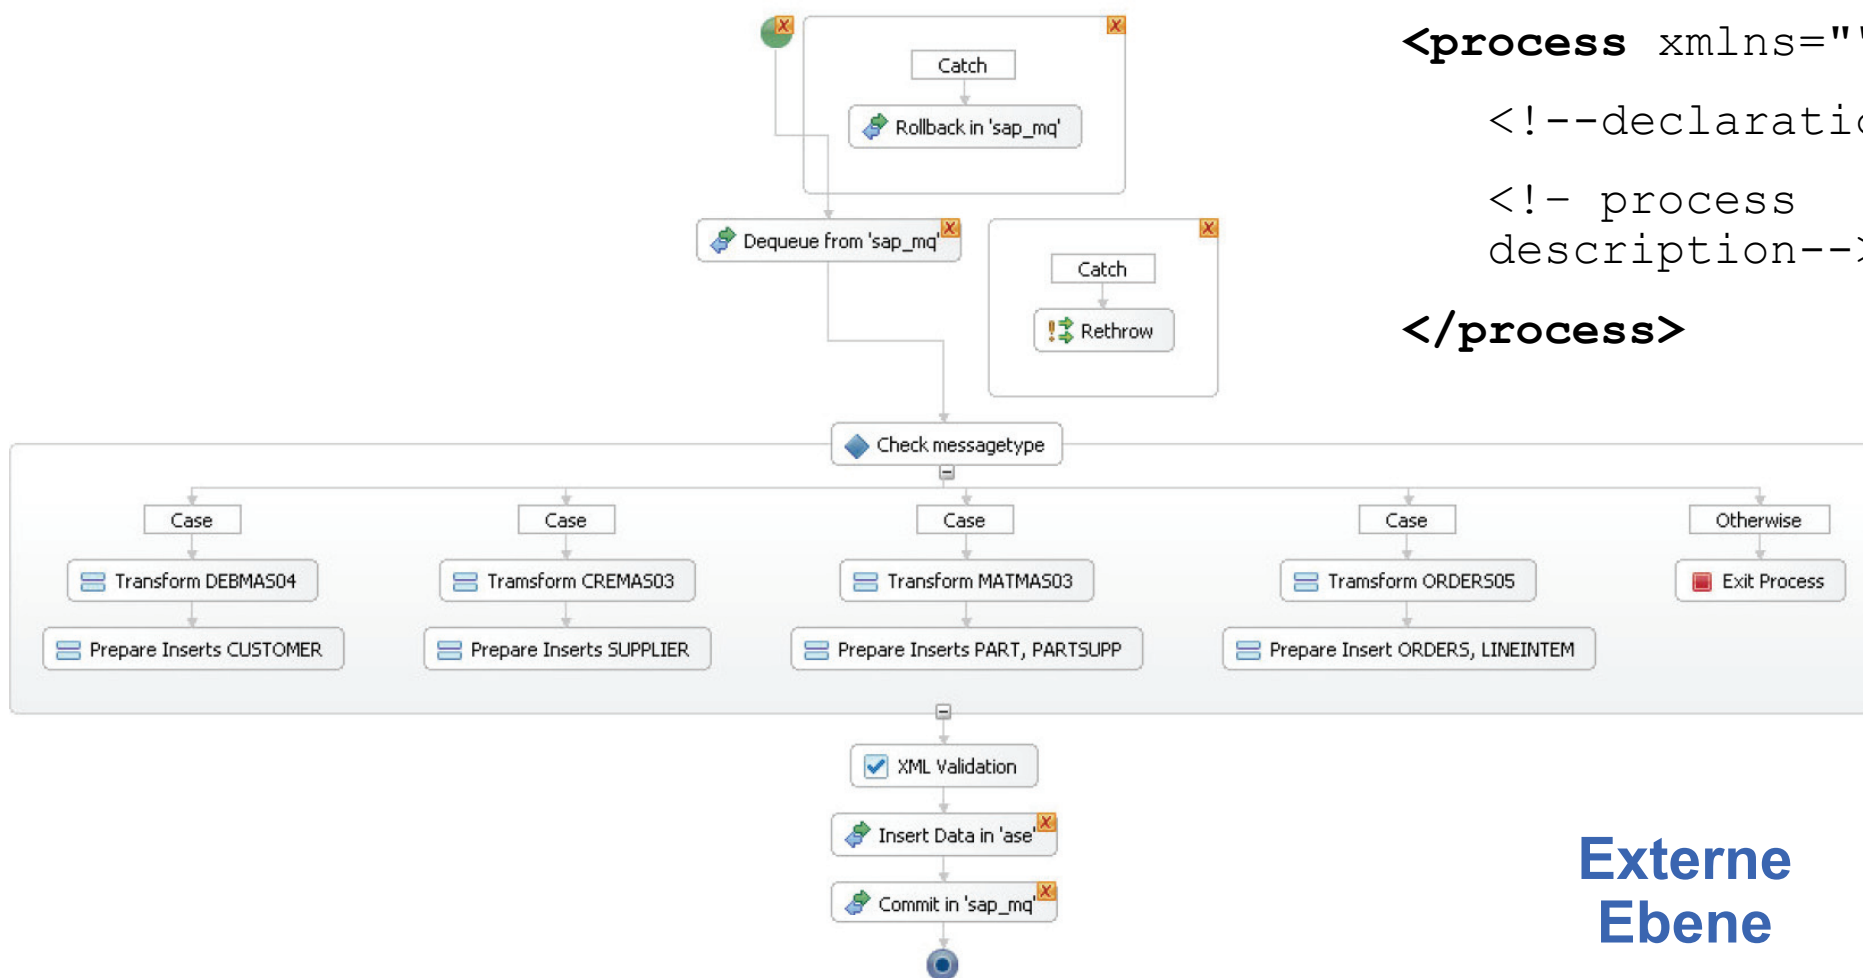 Catch
Rollback in 'sap_mq'
Dequeue from 'sap_mq'
Catch
Rethrow
<process xmlns=""
<!--declaratio
<!– process
description-->
</process>
Check messagetype
Case
Case
Case
Case
Otherwise
Transform DEBMAS04
Tramsform CREMAS03
Transform MATMAS03
Tramsform ORDERS05
Exit Process
Prepare Inserts CUSTOMER
Prepare Inserts SUPPLIER
Prepare Inserts PART, PARTSUPP
Prepare Insert ORDERS, LINEINTEM
XML Validation
Insert Data in 'ase'
Commit in 'sap_mq'
Externe
Ebene